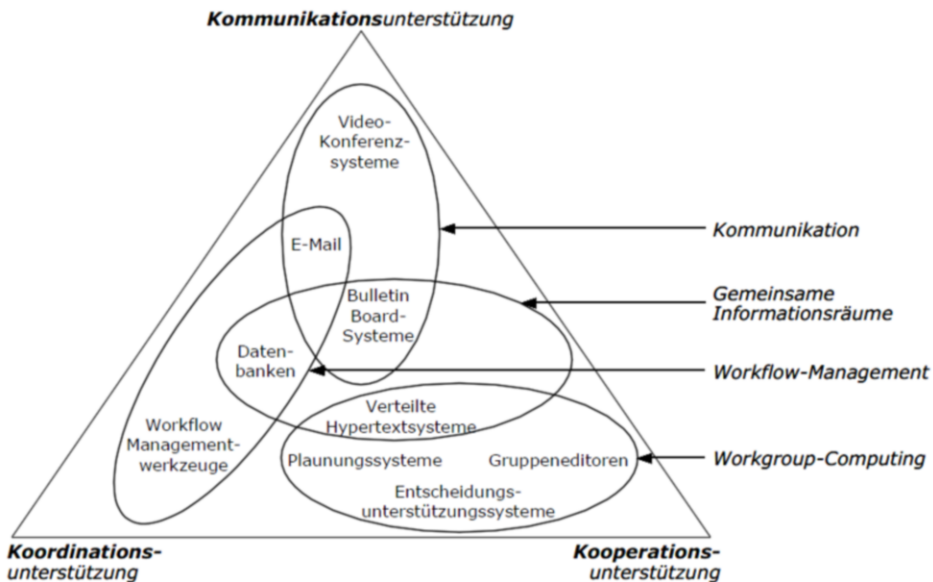 Kommunikationsunterstützung
Video-
Konferenz-
systeme
E-Mail
Kommunikation
Bulletin
Board-
Systeme
Gemeinsame
Informationsräume
Daten-
banken
Workflow-Management
Verteilte
Hypertextsysteme
Workflow
Management-
werkzeuge
Plaunungssysteme
Gruppeneditoren
Workgroup-Computing
Entscheidungs-
unterstützungssysteme
Koordinations-
unterstützung
Kooperations-
unterstützung